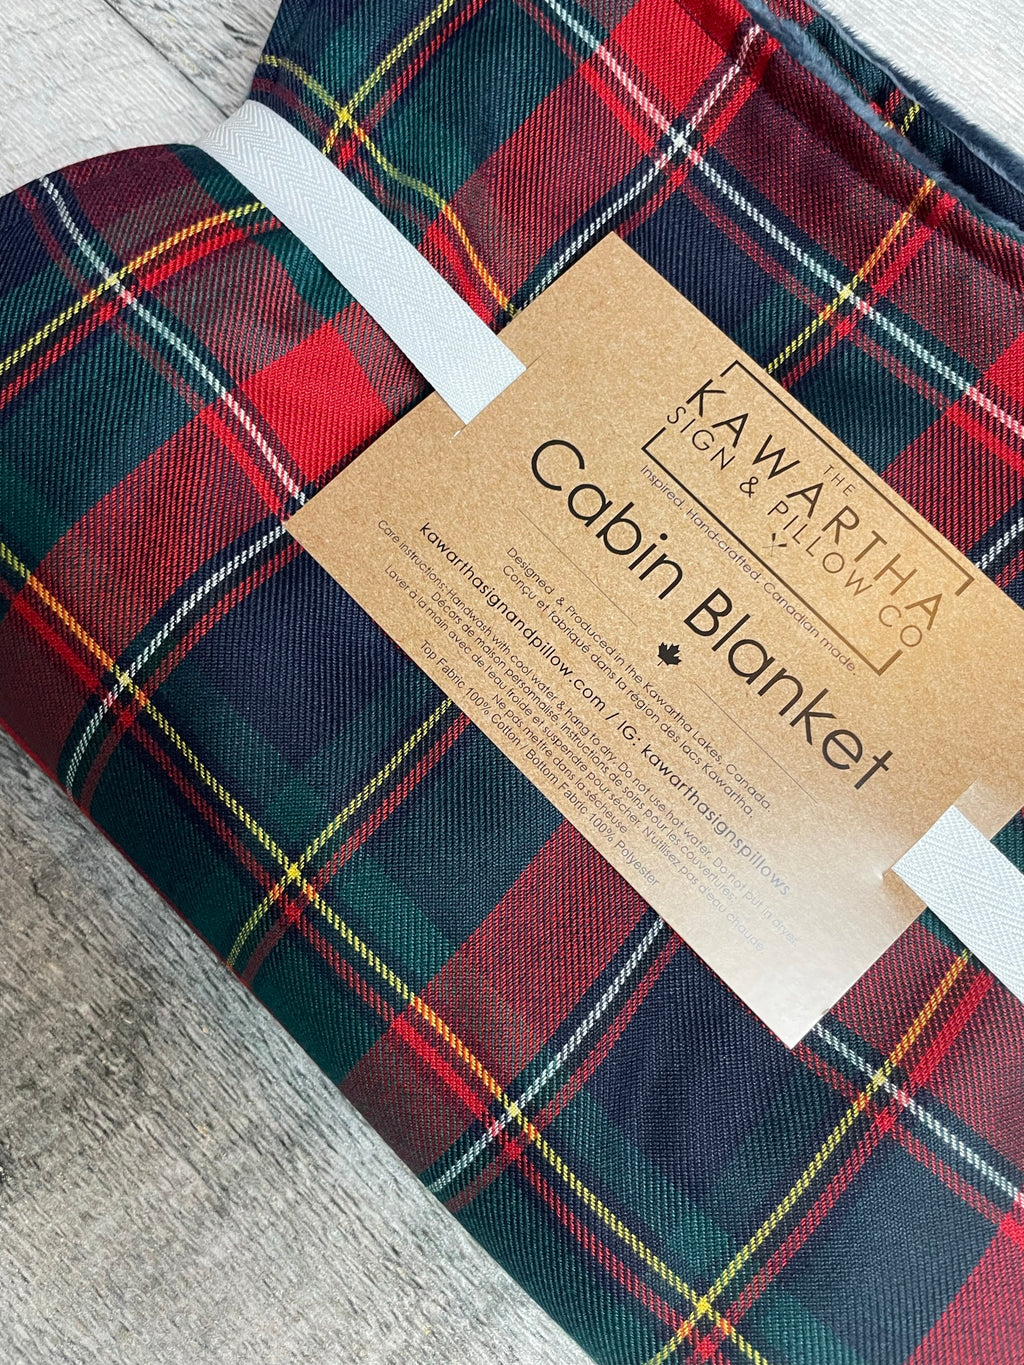 THE
KAWARTHA
SIGN & PILLOW CO
Inspired. Hand-crafted. Canadian made.
Cabin Blanket
Designed & Produced in the Kawartha Lakes, Canada
Conçu et fabriqué dans la région des lacs Kawartha.
kawarthasignandpillow.com / IG: kawarthasignspillows
Care Instructions: Handwash with cool water & hang to dry. Do not use hot water. Do not put in dryer.
Décors de maison personnalisé. Instructions de soins pour les couvertures:
Laver à la main avec de l'eau froide et suspendre pour sécher. N'utilisez pas d'eau chaude
Ne pas mettre dans la sécheuse
Top Fabric 100% Cotton / Bottom Fabric 100% Polyester